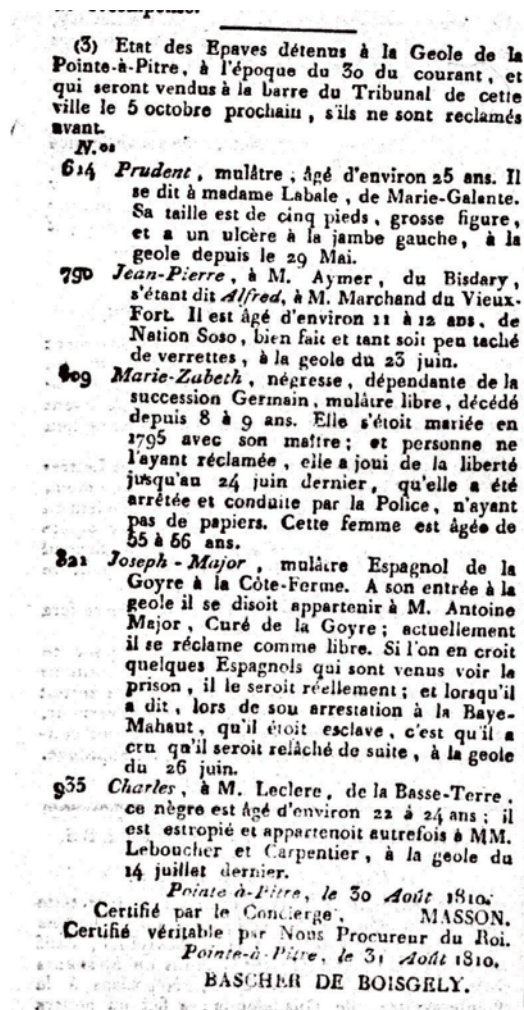 (3) Etat des Epaves détenus à la Geole de la
Pointe-à-Pitre, à l'époque du 30 du courant, et
qui seront vendus à la barre du Tribunal de cette
ville le 5 octobre prochain, s'ils ne sont reclamés
avant.
N.os
614 Prudent, mulâtre, âgé d'environ 25 ans. Il
se dit à madame Labale, de Marie-Galante.
Sa taille est de cinq pieds, grosse figure,
et a un ulcère à la jambe gauche, à la
geole depuis le 29 Mai.
790 Jean-Pierre, à M. Aymer, du Bisdary,
s'étant dit Alfred, à M. Marchand du Vieux-
Fort. Il est âgé d'environ 11 à 12 ans, de
Nation Soso, bien fait et tant soit peu taché
de verrettes, à la geole du 23 juin.
809 Marie-Zabeth, négresse, dépendante de la
succession Germain, mulâtre libre, décédé
depuis 8 à 9 ans. Elle s'étoit mariée en
1795 avec son maître; et personne ne
l'ayant réclamée, elle a joui de la liberté
jusqu'au 24 juin dernier, qu'elle a été
arrêtée et conduite par la Police, n'ayant
pas de papiers. Cette femme est âgée de
55 à 56 ans.
822 Joseph-Major, mulâtre Espagnol de la
Goyre à la Côte-Ferme. A son entrée à la
geole il se disoit appartenir à M. Antoine
Major, Curé de la Goyre; actuellement
il se réclame comme libre. Si l'on en croit
quelques Espagnols qui sont venus voir la
prison, il le seroit réellement; et lorsqu'il
a dit, lors de sou arrestation à la Baye-
Mahaut, qu'il étoit esclave, c'est qu'il a
cru qu'il seroit relâché de suite, à la geole
du 26 juin.
935 Charles, à M. Leclere, de la Basse-Terre,
ce nègre est âgé d'environ 22 à 24 ans; il
est estropié et appartenoit autrefois à MM.
Leboucher et Carpentier, à la geole du
14 juillet dernier.
Pointe-à-Pitre, le 30 Août 1810.
Certifié par le Concierge, MASSON.
Certifié véritable par Nous Procureur du Roi.
Pointe-à-Pitre, le 31 Août 1810.
BASCHER DE BOISGELY.